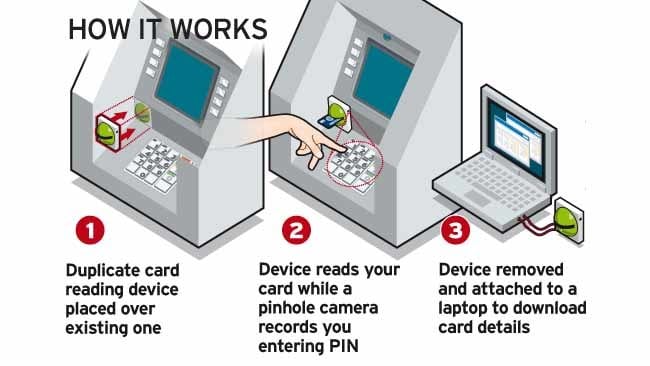 HOW IT WORKS
1
Duplicate card
reading device
placed over
existing one
2
Device reads your
card while a
pinhole camera
records you
entering PIN
3
Device removed
and attached to a
laptop to download
card details